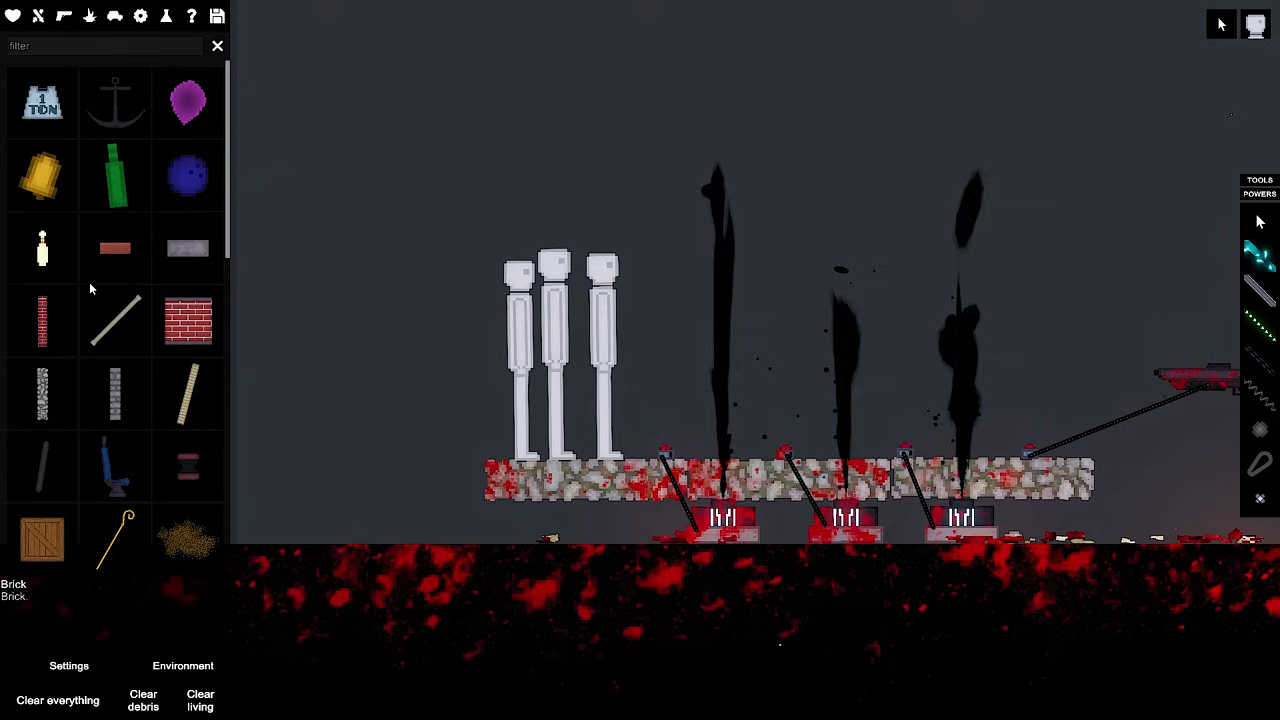 ?
filter
1
TON
TOOLS
POWERS
Brick
Brick.
Settings
Environment
Clear everything
Clear
debris
Clear
living